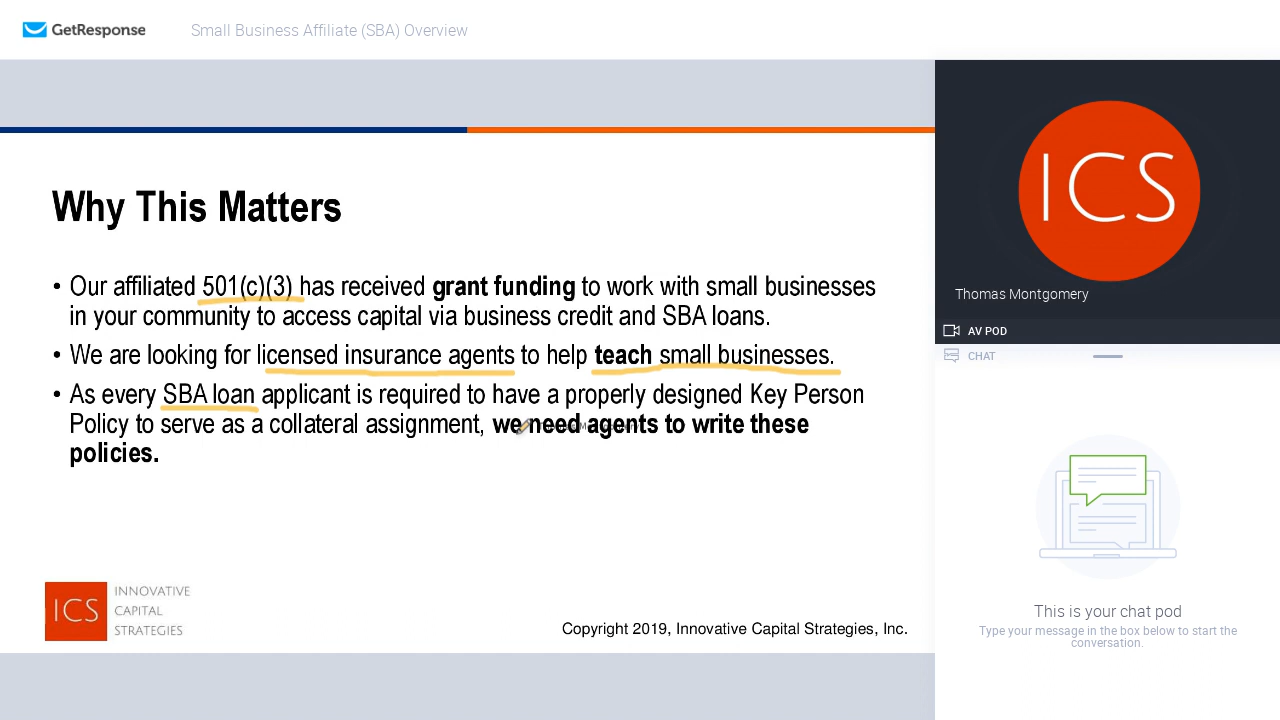 GetResponse
Small Business Affiliate (SBA) Overview
Why This Matters
• Our affiliated 501(c)(3) has received grant funding to work with small businesses
in your community to access capital via business credit and SBA loans.
• We are looking for licensed insurance agents to help teach small businesses.
• As every SBA loan applicant is required to have a properly designed Key Person
Policy to serve as a collateral assignment, we need agents to write these
policies.
ICS
INNOVATIVE
CAPITAL
STRATEGIES
Copyright 2019, Innovative Capital Strategies, Inc.
ICS
Thomas Montgomery
AV POD
CHAT
This is your chat pod
Type your message in the box below to start the
conversation.